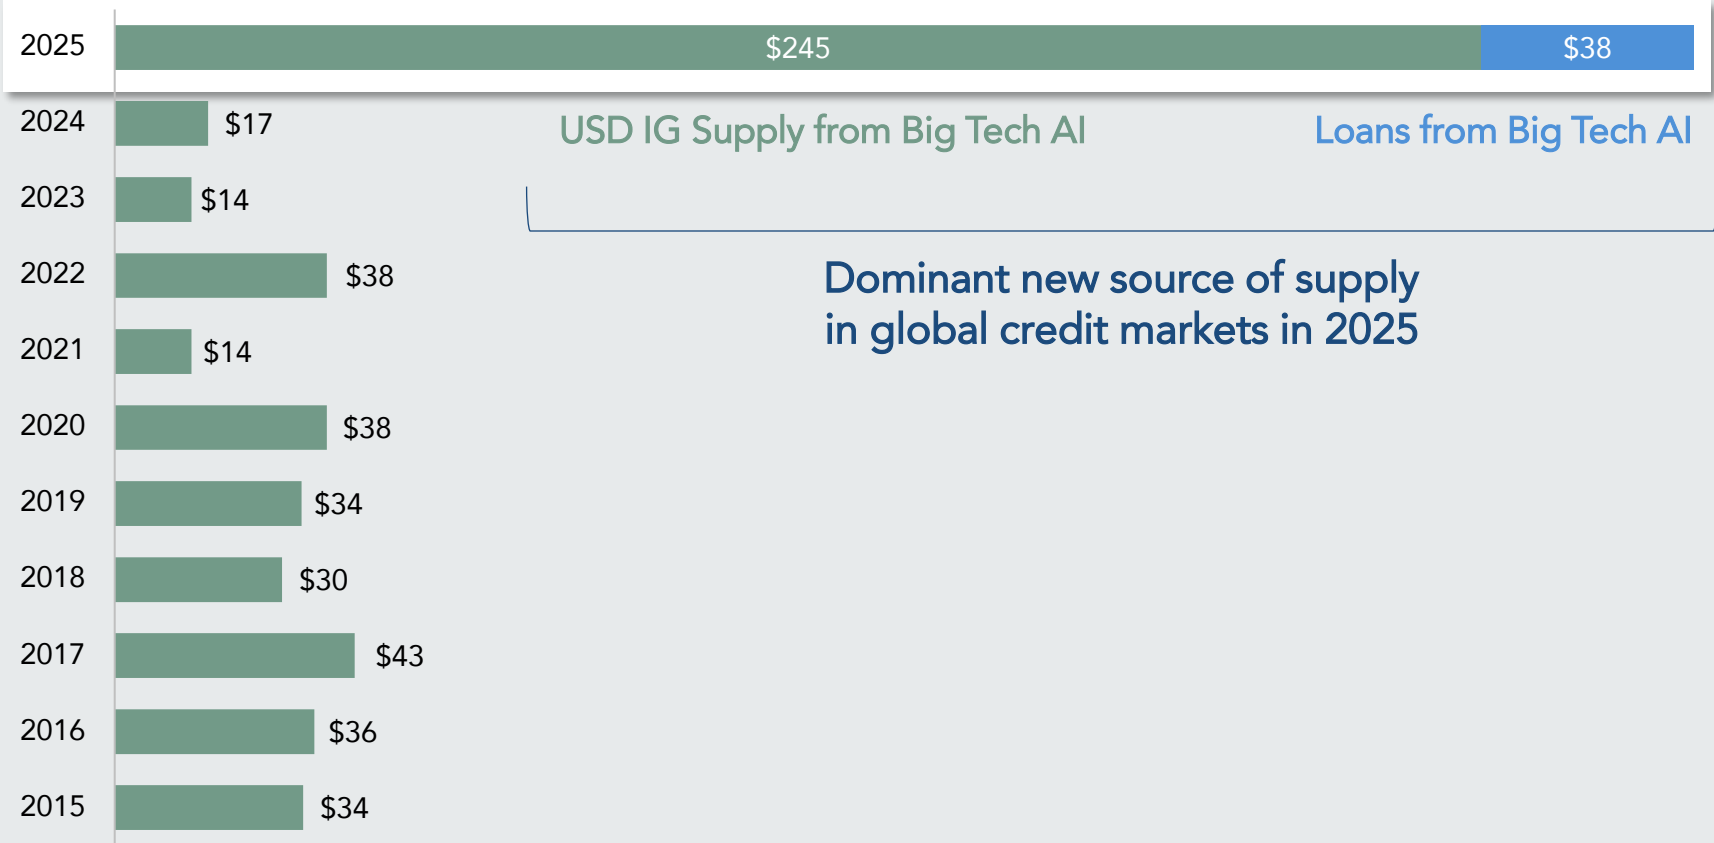 2025 $245 $38
2024 $17 USD IG Supply from Big Tech AI Loans from Big Tech AI
2023 $14
2022 $38 Dominant new source of supply
in global credit markets in 2025
2021 $14
2020 $38
2019 $34
2018 $30
2017 $43
2016 $36
2015 $34